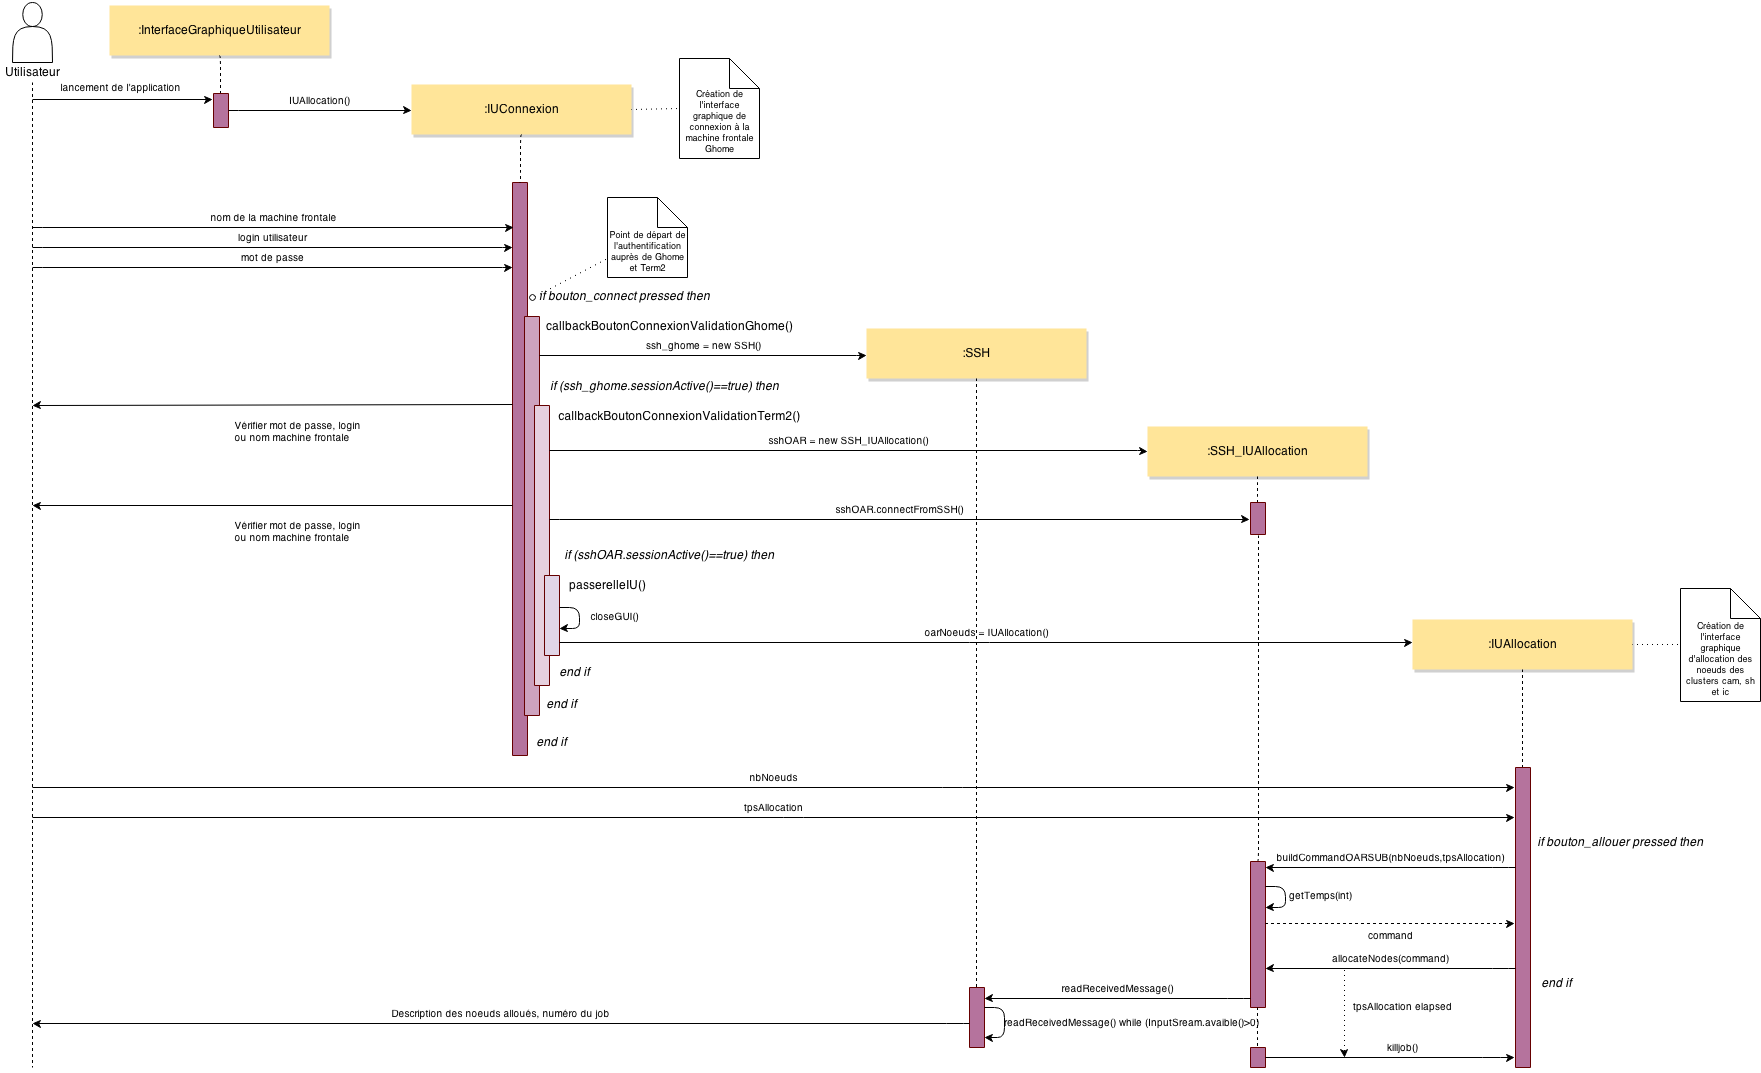 :InterfaceGraphiqueUtilisateur
Utilisateur
lancement de l'application
IUAllocation()
:IUConnexion
Création de
l'interface
graphique de
connexion à la
machine frontale
Ghome
nom de la machine frontale
login utilisateur
mot de passe
Point de départ de
l'authentification
auprès de Ghome
et Term2
if bouton_connect pressed then
callbackBoutonConnexionValidationGhome()
ssh_ghome = new SSH()
:SSH
if (ssh_ghome.sessionActive()==true) then
Vérifier mot de passe, login
ou nom machine frontale
callbackBoutonConnexionValidationTerm2()
sshOAR = new SSH_IUAllocation()
:SSH_IUAllocation
sshOAR.connectFromSSH()
Vérifier mot de passe, login
ou nom machine frontale
if (sshOAR.sessionActive()==true) then
passerelleIU()
closeGUI()
oarNoeuds = IUAllocation()
:IUAllocation
Création de
l'interface
graphique
d'allocation des
noeuds des
clusters cam, sh
et ic
end if
end if
end if
nbNoeuds
tpsAllocation
if bouton_allouer pressed then
buildCommandOARSUB(nbNoeuds,tpsAllocation)
getTemps(int)
command
allocateNodes(command)
end if
readReceivedMessage()
tpsAllocation elapsed
Description des noeuds alloués, numéro du job
readReceivedMessage() while (InputSream.avaible()>0)
killjob()